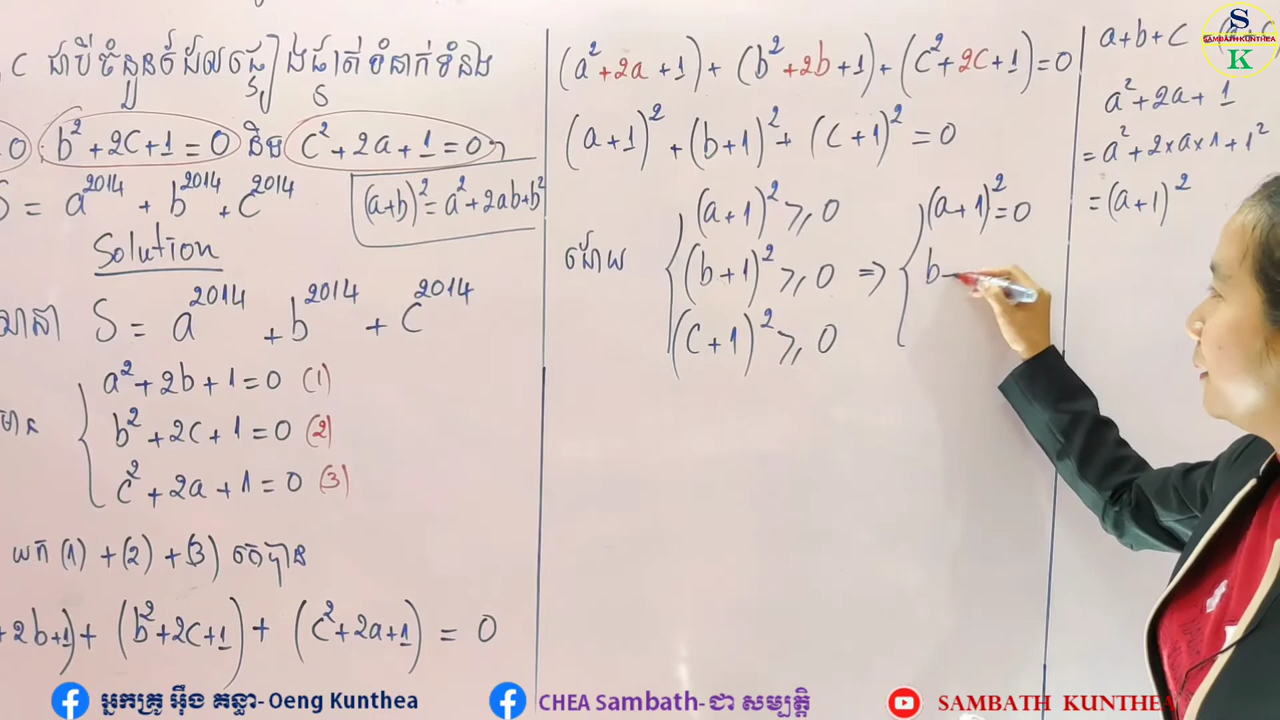 C ជាបីចំនួនពិតដែលផ្ទៀងផ្ទាត់ទំនាក់ទំនង
0, b² + 2c + 1 = 0 និង c² + 2a + 1 = 0
S = a²⁰¹⁴ + b²⁰¹⁴ + c²⁰¹⁴
(a+b)² = a² + 2ab + b²
Solution
S = a²⁰¹⁴ + b²⁰¹⁴ + c²⁰¹⁴
មាន
a² + 2b + 1 = 0 (1)
b² + 2c + 1 = 0 (2)
c² + 2a + 1 = 0 (3)
យក (1) + (2) + (3) គេបាន
+ 2b + 1) + (b² + 2c + 1) + (c² + 2a + 1) = 0
(a² + 2a + 1) + (b² + 2b + 1) + (c² + 2c + 1) = 0
(a+1)² + (b+1)² + (c+1)² = 0
ដោយ
(a+1)² ⩾ 0
(b+1)² ⩾ 0 ⇒
(c+1)² ⩾ 0
(a+1)² = 0
b
a+b+c
a² + 2a + 1
= a² + 2×a×1 + 1²
= (a+1)²
S
SAMBATH KUNTHEA
K
អ្នកគ្រូ អ៊ឹង គន្ធា- Oeng Kunthea
CHEA Sambath-ជា សម្បត្តិ
SAMBATH KUNTHEA